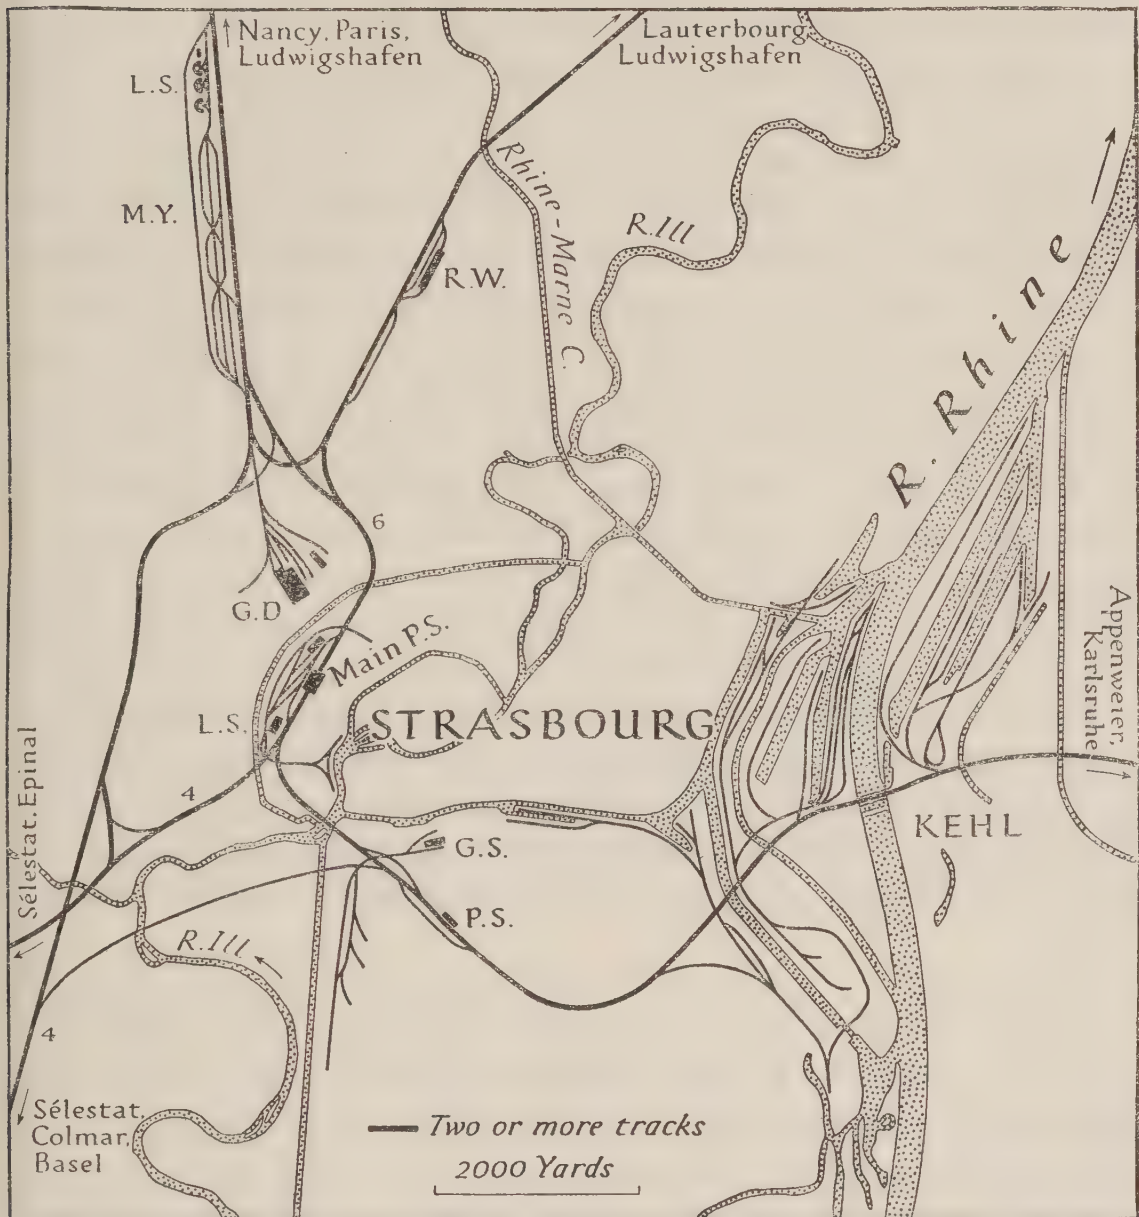 Nancy, Paris,
Ludwigshafen
Lauterbourg
Ludwigshafen
L.S.
M.Y.
R.W.
Rhine-Marne C.
R.Ill
R. Rhine
6
G.D
Main P.S.
L.S.
STRASBOURG
Appenweier,
Karlsruhe
Sélestat. Epinal
4
G.S.
KEHL
P.S.
R.Ill.
4
Sélestat,
Colmar,
Basel
Two or more tracks
2000 Yards